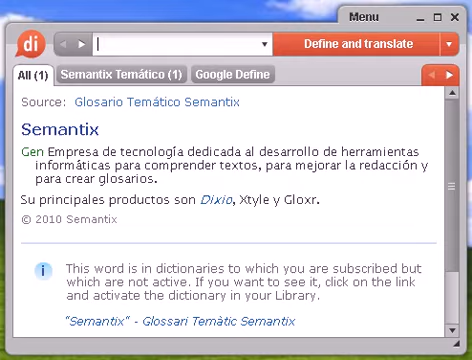 Menu
di
Define and translate
All (1)
Semantix Temático (1)
Google Define
Source: Glosario Temático Semantix
Semantix
Gen Empresa de tecnología dedicada al desarrollo de herramientas
informáticas para comprender textos, para mejorar la redacción y
para crear glosarios.
Su principales productos son Dixio, Xtyle y Gloxr.
© 2010 Semantix
i
This word is in dictionaries to which you are subscribed but
which are not active. If you want to see it, click on the link
and activate the dictionary in your Library.
"Semantix" - Glossari Temàtic Semantix